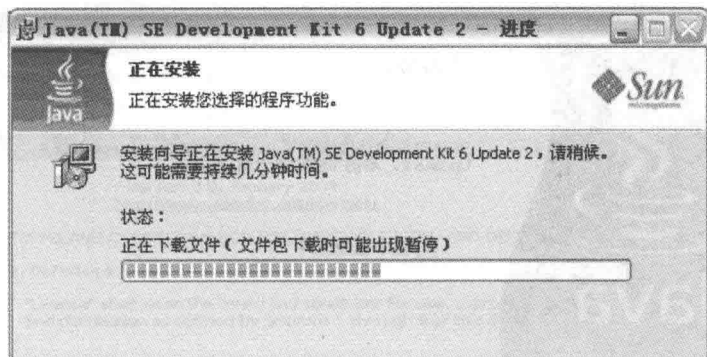 Java(TM) SE Development Kit 6 Update 2 - 进度
正在安装
正在安装您选择的程序功能。
Java
Sun
microsystems
安装向导正在安装 Java(TM) SE Development Kit 6 Update 2，请稍候。
这可能需要持续几分钟时间。
状态：
正在下载文件（文件包下载时可能出现暂停）